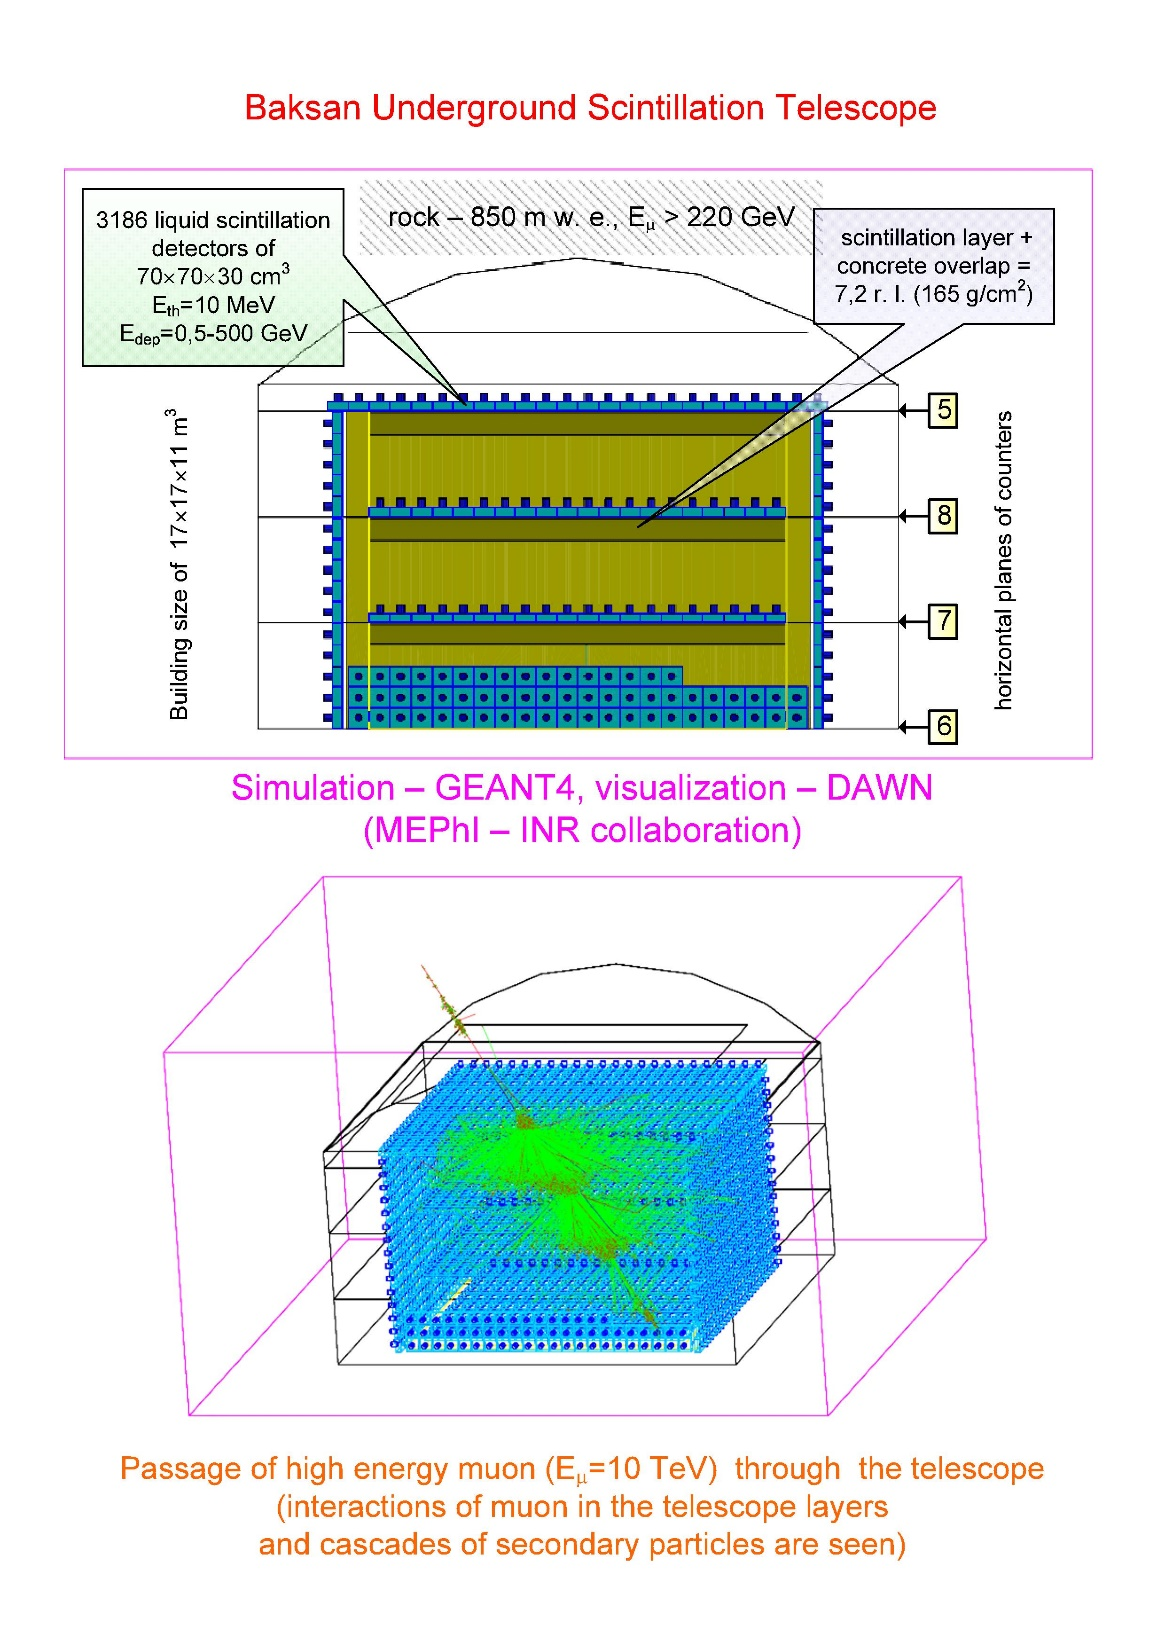 Baksan Underground Scintillation Telescope
3186 liquid scintillation
detectors of
70×70×30 cm³
Eth=10 MeV
Edep=0,5-500 GeV
rock – 850 m w. e., Eμ > 220 GeV
scintillation layer +
concrete overlap =
7,2 r. l. (165 g/cm²)
Building size of 17×17×11 m³
5
8
7
6
horizontal planes of counters
Simulation – GEANT4, visualization – DAWN
(MEPhI – INR collaboration)
Passage of high energy muon (Eμ=10 TeV) through the telescope
(interactions of muon in the telescope layers
and cascades of secondary particles are seen)